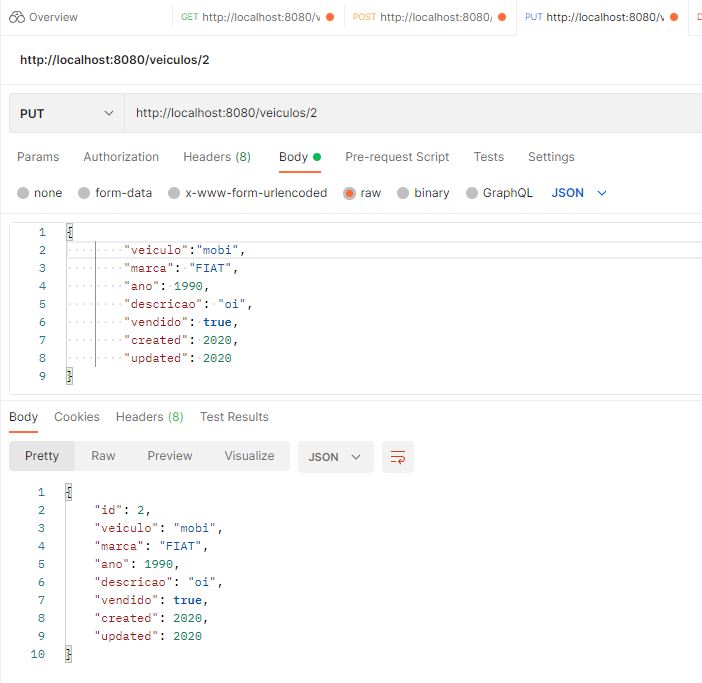 Overview GET http://localhost:8080/v POST http://localhost:8080/ PUT http://localhost:8080/v D
http://localhost:8080/veiculos/2
PUT http://localhost:8080/veiculos/2
Params Authorization Headers (8) Body Pre-request Script Tests Settings
none form-data x-www-form-urlencoded raw binary GraphQL JSON
1 {
2 "veiculo":"mobi",
3 "marca": "FIAT",
4 "ano": 1990,
5 "descricao": "oi",
6 "vendido": true,
7 "created": 2020,
8 "updated": 2020
9 }
Body Cookies Headers (8) Test Results
Pretty Raw Preview Visualize JSON
1 {
2 "id": 2,
3 "veiculo": "mobi",
4 "marca": "FIAT",
5 "ano": 1990,
6 "descricao": "oi",
7 "vendido": true,
8 "created": 2020,
9 "updated": 2020
10 }